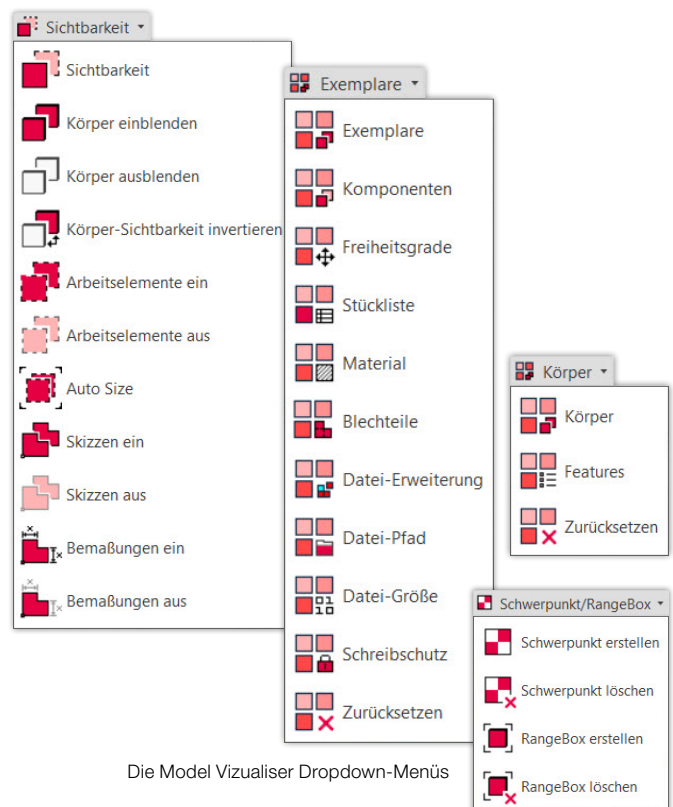 Sichtbarkeit
Sichtbarkeit
Körper einblenden
Körper ausblenden
Körper-Sichtbarkeit invertieren
Arbeitselemente ein
Arbeitselemente aus
Auto Size
Skizzen ein
Skizzen aus
Bemaßungen ein
Bemaßungen aus
Exemplare
Exemplare
Komponenten
Freiheitsgrade
Stückliste
Material
Blechteile
Datei-Erweiterung
Datei-Pfad
Datei-Größe
Schreibschutz
Zurücksetzen
Körper
Körper
Features
Zurücksetzen
Schwerpunkt/RangeBox
Schwerpunkt erstellen
Schwerpunkt löschen
RangeBox erstellen
RangeBox löschen
Die Model Vizualiser Dropdown-Menüs